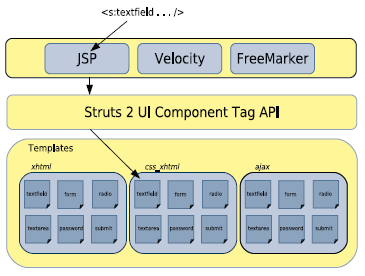 <s:textfield . . . />
JSP Velocity FreeMarker
Struts 2 UI Component Tag API
Templates
xhtml css_xhtml ajax
textfield form radio textfield form radio textfield form radio
textarea password submit textarea password submit textarea password submit